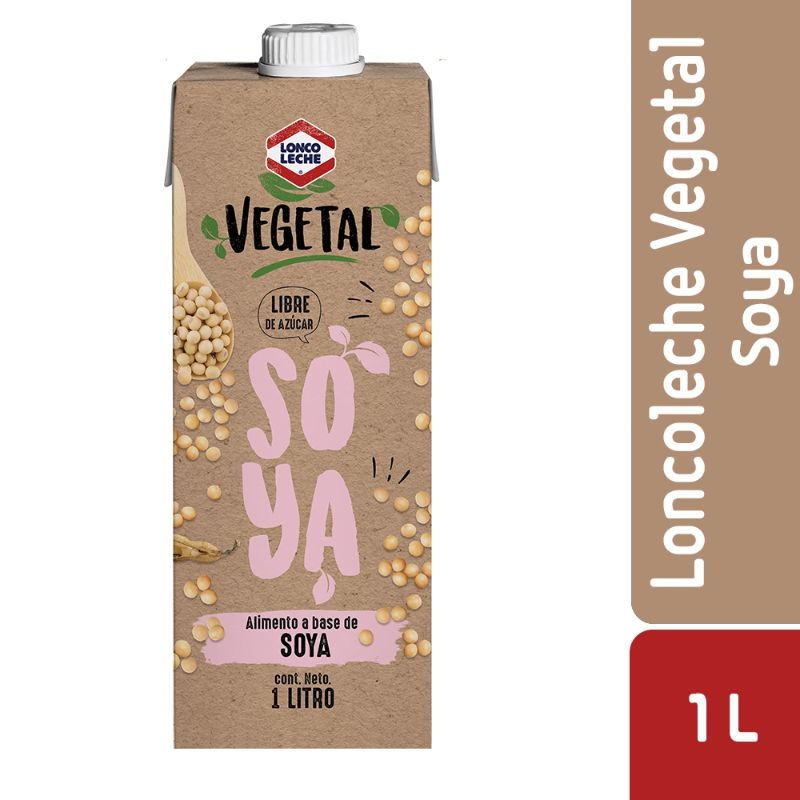 LONCO
LECHE
®
VEGETAL
LIBRE
DE AZÚCAR
SO
YA
Alimento a base de
SOYA
cont. Neto.
1 LITRO
Loncoleche Vegetal
Soya
1 L